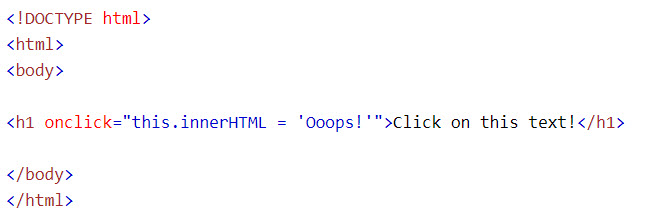 <!DOCTYPE html>
<html>
<body>
<h1 onclick="this.innerHTML = 'Ooops!'">Click on this text!</h1>
</body>
</html>